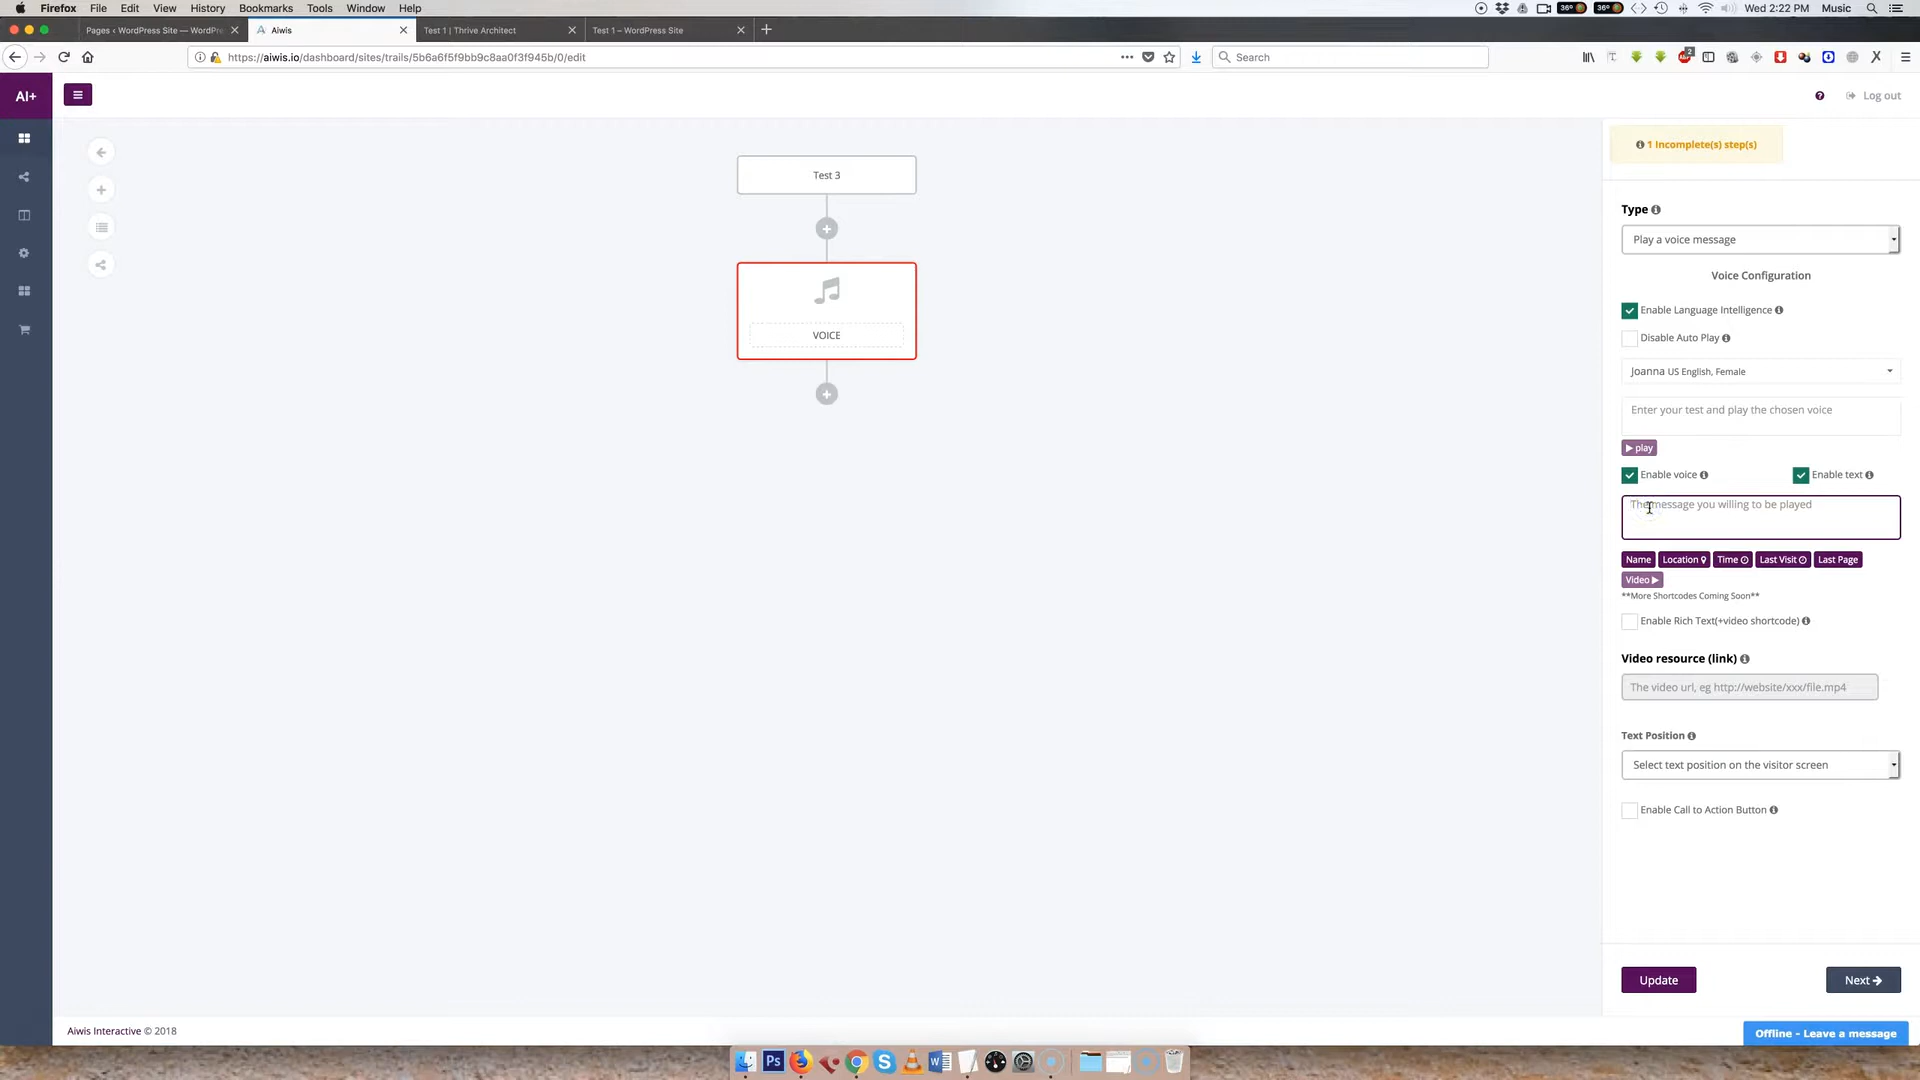 Firefox File Edit View History Bookmarks Tools Window Help
36° 36° Wed 2:22 PM Music
Pages ‹ WordPress Site — WordPre Aiwis Test 1 | Thrive Architect Test 1 – WordPress Site
https://aiwis.io/dashboard/sites/trails/5b6a6f5f9bb9c8aa0f3f945b/0/edit Search
AI+ Log out
1 Incomplete(s) step(s)
Test 3
VOICE
Type
Play a voice message
Voice Configuration
Enable Language Intelligence
Disable Auto Play
Joanna US English, Female
Enter your test and play the chosen voice
play
Enable voice Enable text
The message you willing to be played
Name Location Time Last Visit Last Page
Video
**More Shortcodes Coming Soon**
Enable Rich Text(+video shortcode)
Video resource (link)
The video url, eg http://website/xxx/file.mp4
Text Position
Select text position on the visitor screen
Enable Call to Action Button
Update Next
Aiwis Interactive © 2018
Offline - Leave a message